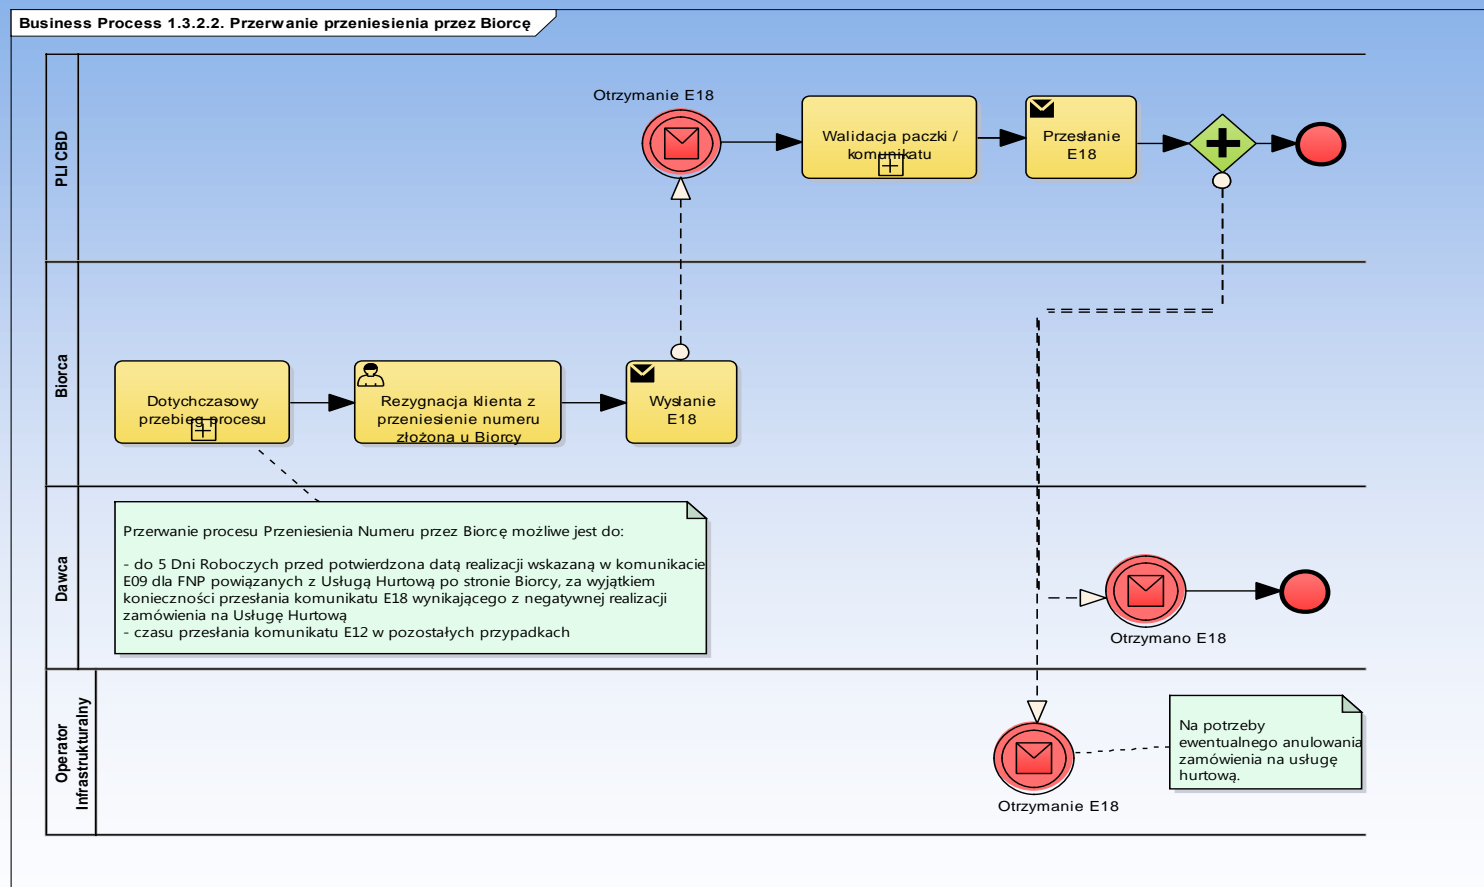 Business Process 1.3.2.2. Przerwanie przeniesienia przez Biorcę
PLI CBD
Otrzymanie E18
Walidacja paczki /
komunikatu
Przesłanie
E18
Biorca
Dotychczasowy
przebieg procesu
Rezygnacja klienta z
przeniesienie numeru
złożona u Biorcy
Wysłanie
E18
Dawca
Przerwanie procesu Przeniesienia Numeru przez Biorcę możliwe jest do:
- do 5 Dni Roboczych przed potwierdzona datą realizacji wskazaną w komunikacie
E09 dla FNP powiązanych z Usługą Hurtową po stronie Biorcy, za wyjątkiem
konieczności przesłania komunikatu E18 wynikającego z negatywnej realizacji
zamówienia na Usługę Hurtową
- czasu przesłania komunikatu E12 w pozostałych przypadkach
Otrzymano E18
Operator
Infrastrukturalny
Otrzymanie E18
Na potrzeby
ewentualnego anulowania
zamówienia na usługę
hurtową.